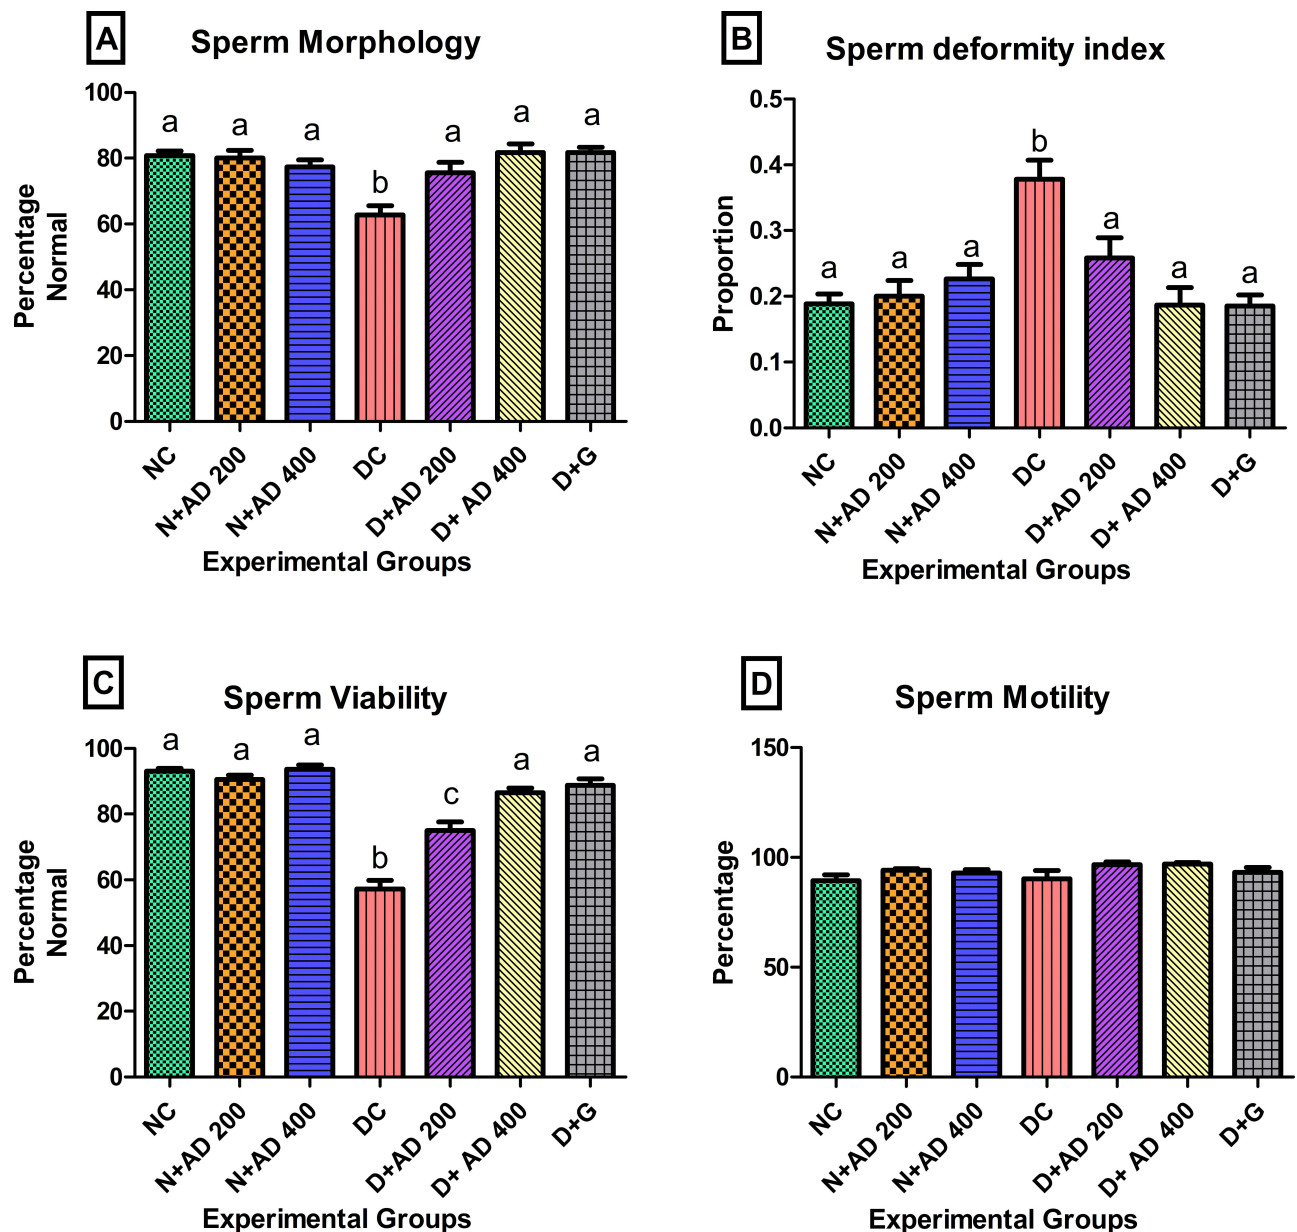 A
Sperm Morphology
Percentage
Normal
100
80
60
40
20
0
a
a
a
b
a
a
a
NC
N+AD 200
N+AD 400
DC
D+AD 200
D+ AD 400
D+G
Experimental Groups
B
Sperm deformity index
Proportion
0.5
0.4
0.3
0.2
0.1
0.0
a
a
a
b
a
a
a
NC
N+AD 200
N+AD 400
DC
D+AD 200
D+ AD 400
D+G
Experimental Groups
C
Sperm Viability
Percentage
Normal
100
80
60
40
20
0
a
a
a
b
c
a
a
NC
N+AD 200
N+AD 400
DC
D+AD 200
D+ AD 400
D+G
Experimental Groups
D
Sperm Motility
Percentage
150
100
50
0
NC
N+AD 200
N+AD 400
DC
D+AD 200
D+ AD 400
D+G
Experimental Groups